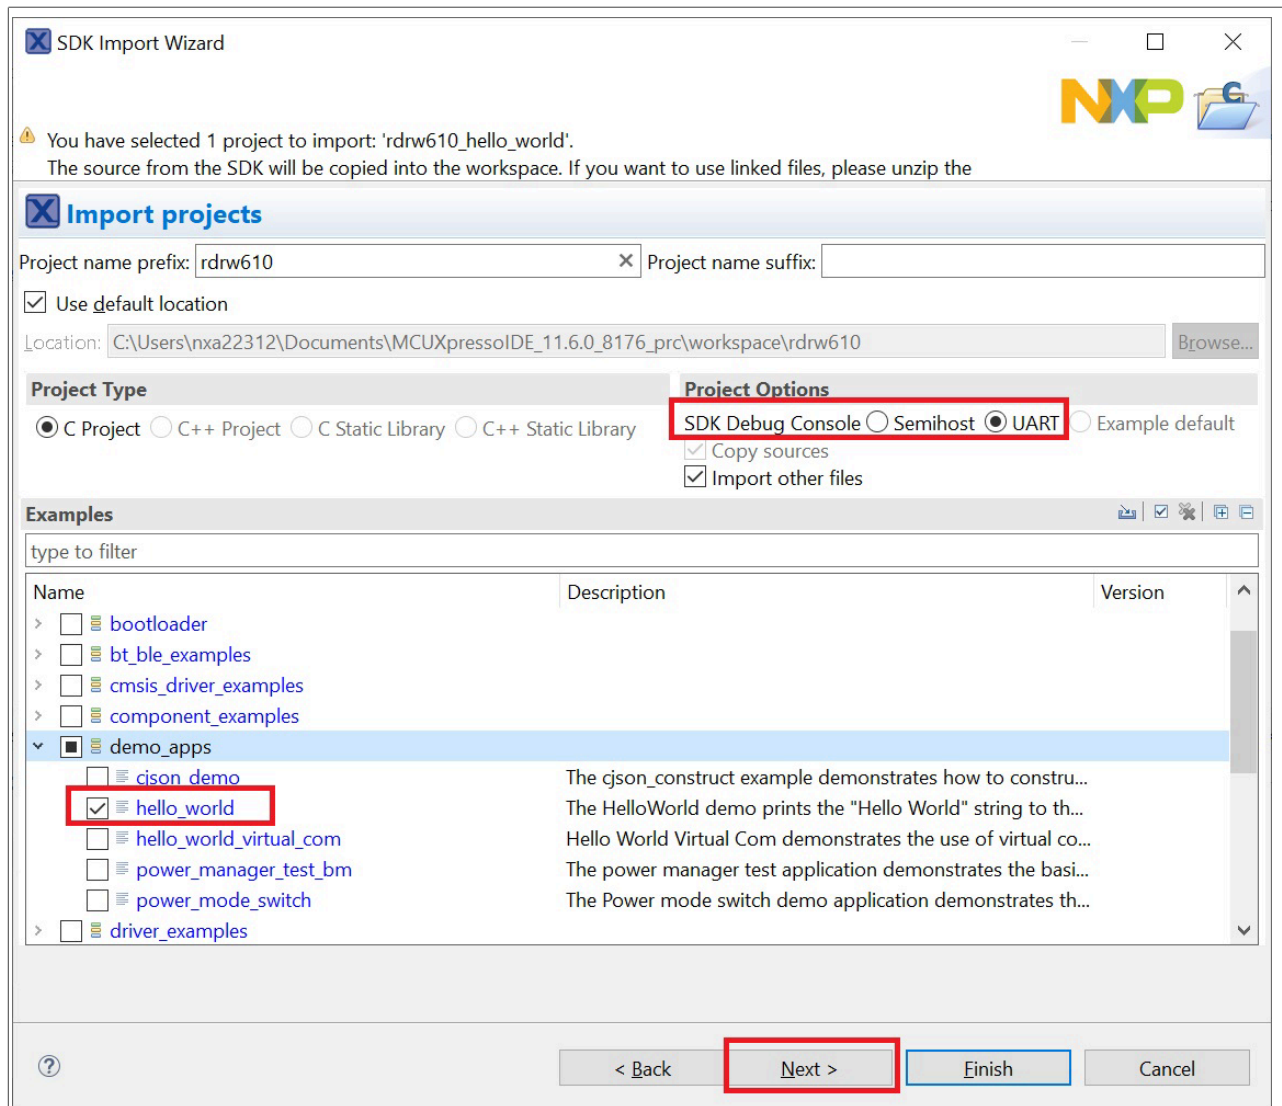 SDK Import Wizard
NXP
C
You have selected 1 project to import: 'rdrw610_hello_world'.
The source from the SDK will be copied into the workspace. If you want to use linked files, please unzip the
X Import projects
Project name prefix: rdrw610 Project name suffix:
Use default location
Location: C:\Users\nxa22312\Documents\MCUXpressoIDE_11.6.0_8176_prc\workspace\rdrw610 Browse...
Project Type Project Options
C Project C++ Project C Static Library C++ Static Library SDK Debug Console Semihost UART Example default
Copy sources
Import other files
Examples
type to filter
Name Description Version
bootloader
bt_ble_examples
cmsis_driver_examples
component_examples
demo_apps
cjson_demo The cjson_construct example demonstrates how to constru...
hello_world The HelloWorld demo prints the "Hello World" string to th...
hello_world_virtual_com Hello World Virtual Com demonstrates the use of virtual co...
power_manager_test_bm The power manager test application demonstrates the basi...
power_mode_switch The Power mode switch demo application demonstrates th...
driver_examples
? < Back Next > Finish Cancel